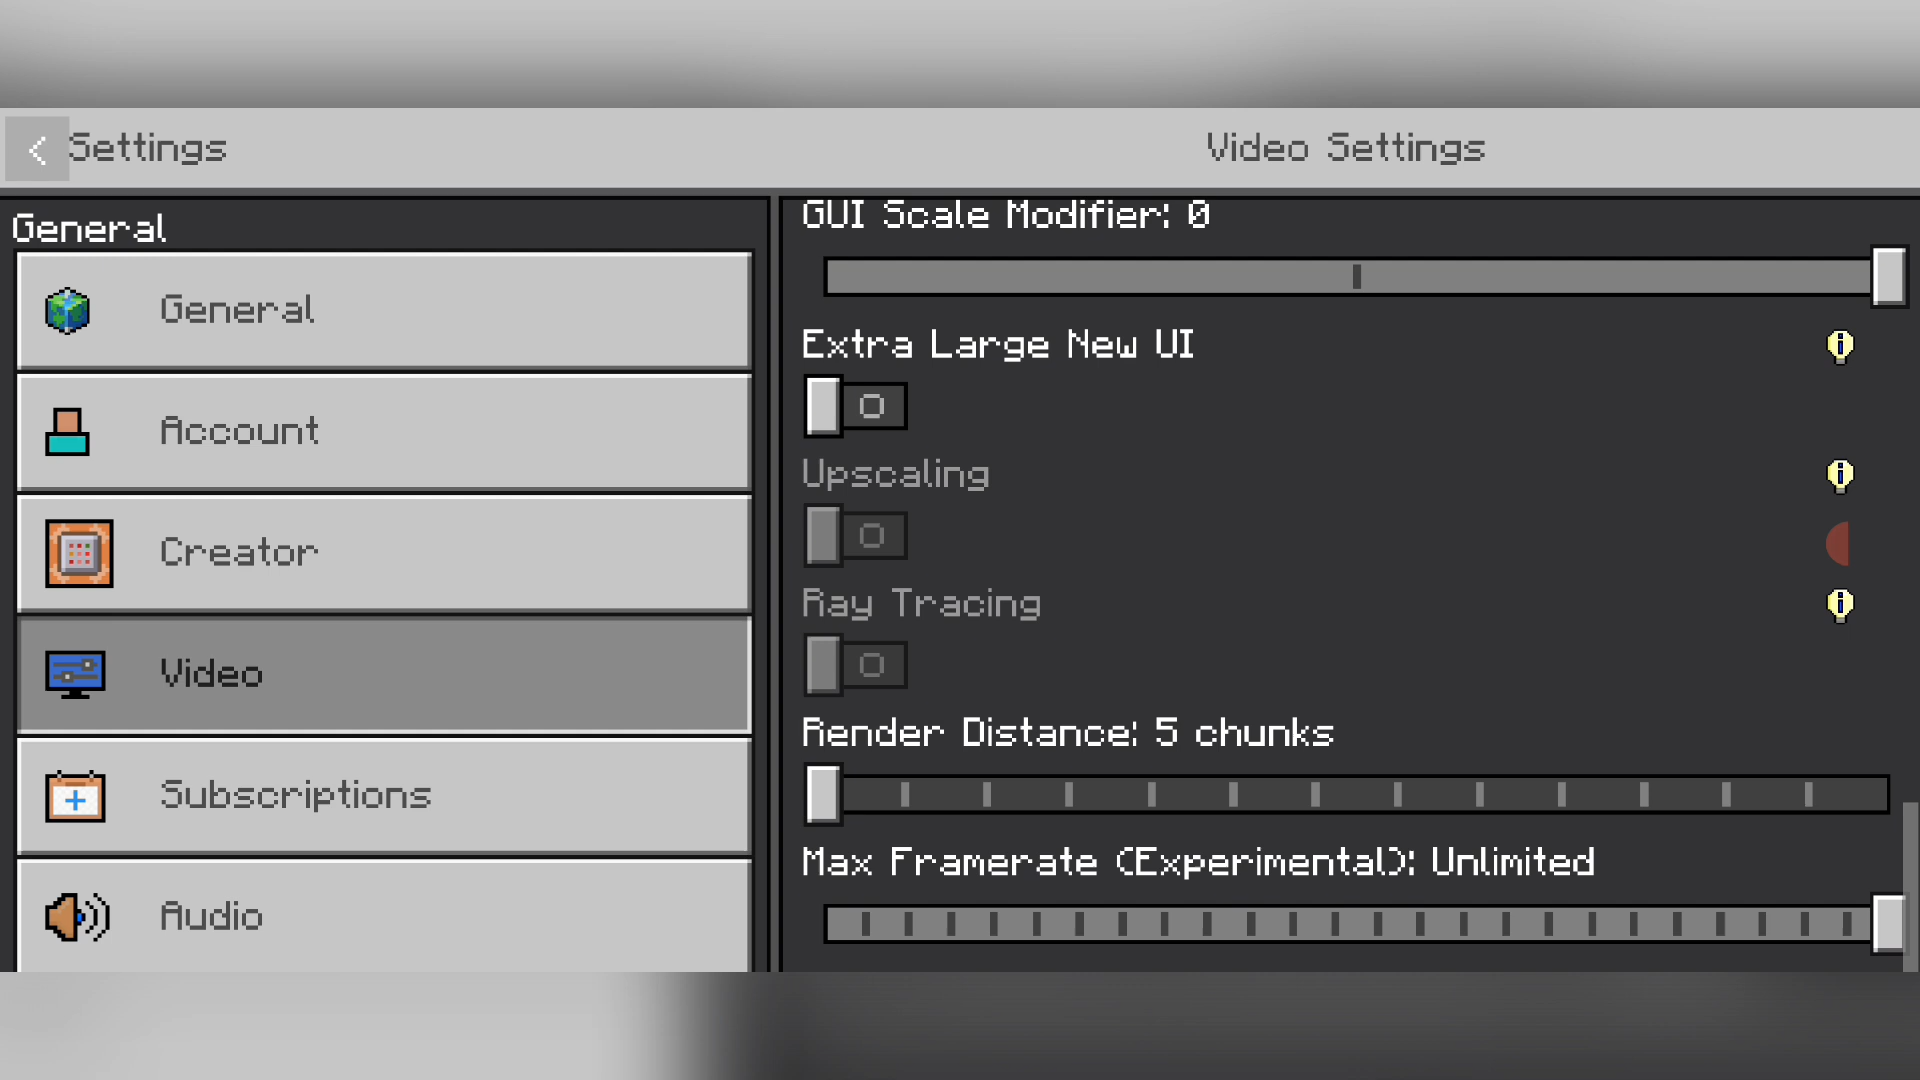 Settings
Video Settings
General
General
Account
Creator
Video
Subscriptions
Audio
GUI Scale Modifier: 0
Extra Large New UI
Upscaling
Ray Tracing
Render Distance: 5 chunks
Max Framerate (Experimental): Unlimited